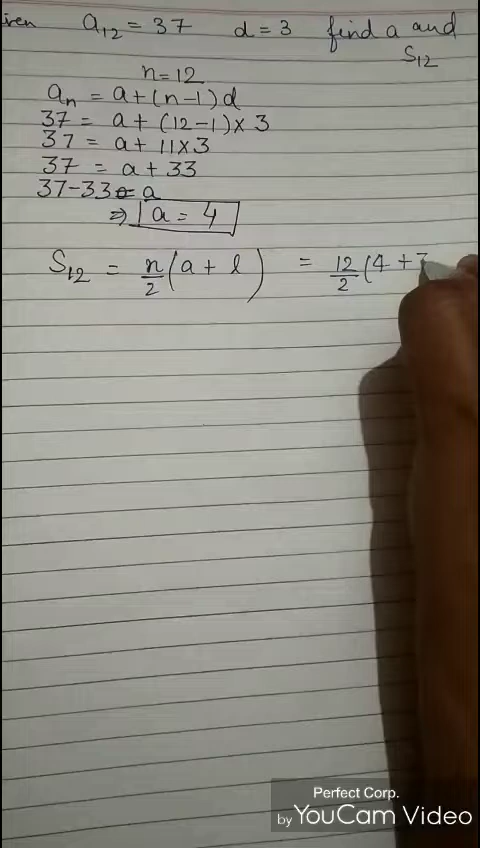 iren a₁₂ = 37 d = 3 find a and
S₁₂
n = 12
aₙ = a + (n-1) d
37 = a + (12-1) × 3
37 = a + 11 × 3
37 = a + 33
37 - 33 = a
⇒ a = 4
S₁₂ = n/2 (a + l) = 12/2 (4 +
Perfect Corp.
by YouCam Video